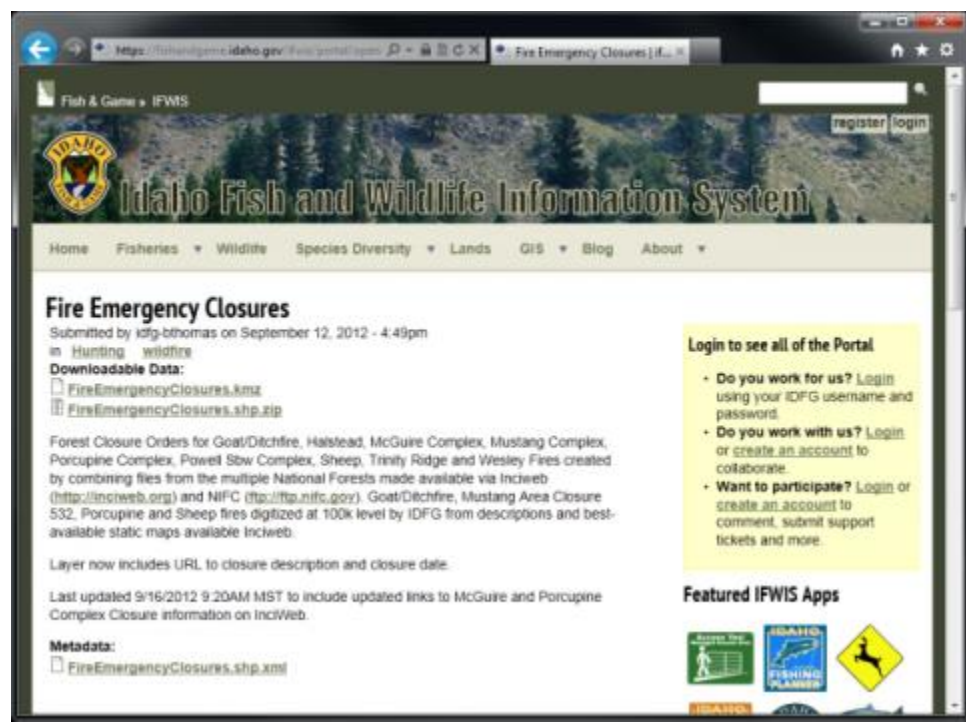 Fire Emergency Closures | if...
Fish & Game » IFWIS
register login
IDAHO
FISH & GAME
Idaho Fish and Wildlife Information System
Home Fisheries Wildlife Species Diversity Lands GIS Blog About
Fire Emergency Closures
Submitted by idfg-bthomas on September 12, 2012 - 4:49pm
in Hunting wildfire
Downloadable Data:
FireEmergencyClosures.kmz
FireEmergencyClosures.shp.zip
Forest Closure Orders for Goat/Ditchfire, Halstead, McGuire Complex, Mustang Complex,
Porcupine Complex, Powell Sbw Complex, Sheep, Trinity Ridge and Wesley Fires created
by combining files from the multiple National Forests made available via Inciweb
(http://inciweb.org) and NIFC (ftp://ftp.nifc.gov). Goat/Ditchfire, Mustang Area Closure
532, Porcupine and Sheep fires digitized at 100k level by IDFG from descriptions and best-
available static maps available Inciweb.
Layer now includes URL to closure description and closure date.
Last updated 9/16/2012 9:20AM MST to include updated links to McGuire and Porcupine
Complex Closure information on InciWeb.
Metadata:
FireEmergencyClosures.shp.xml
Login to see all of the Portal
• Do you work for us? Login
using your IDFG username and
password.
• Do you work with us? Login
or create an account to
collaborate.
• Want to participate? Login or
create an account to
comment, submit support
tickets and more.
Featured IFWIS Apps
Access Yes!
IDAHO
FISHING
PLANNER
IDAHO